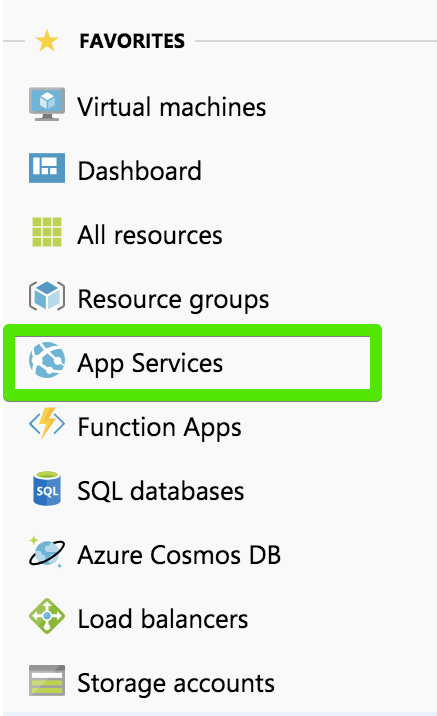 FAVORITES
Virtual machines
Dashboard
All resources
Resource groups
App Services
Function Apps
SQL SQL databases
Azure Cosmos DB
Load balancers
Storage accounts